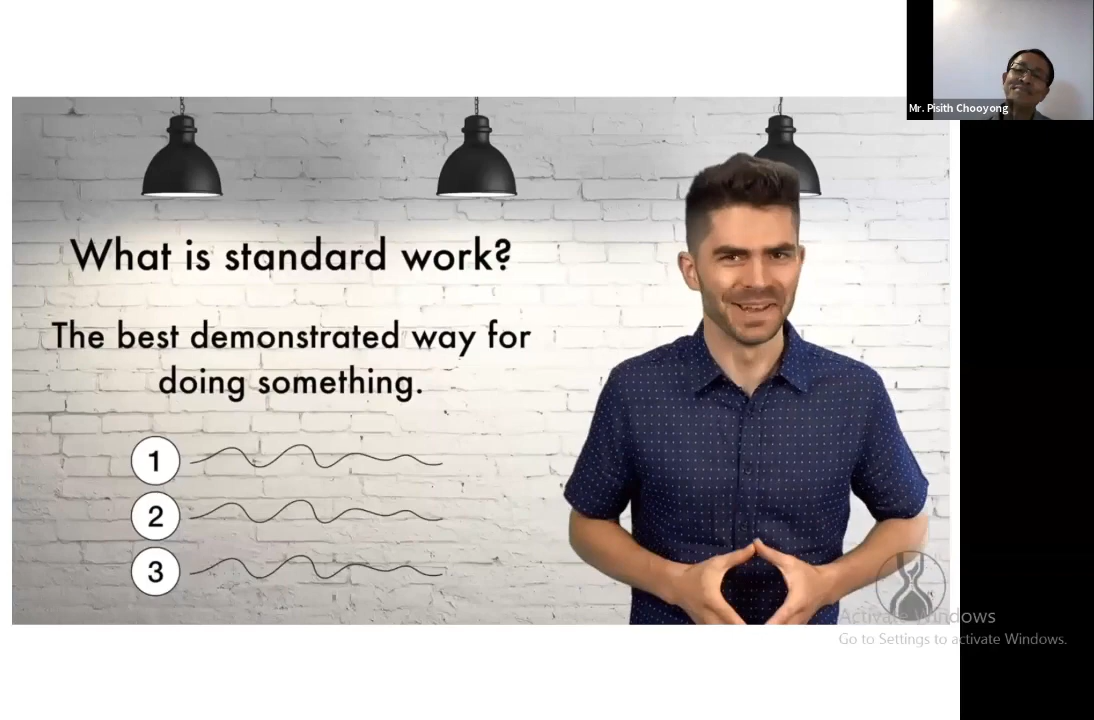 Mr. Pisith Chooyong
What is standard work?
The best demonstrated way for
doing something.
1
2
3
Activate Windows
Go to Settings to activate Windows.